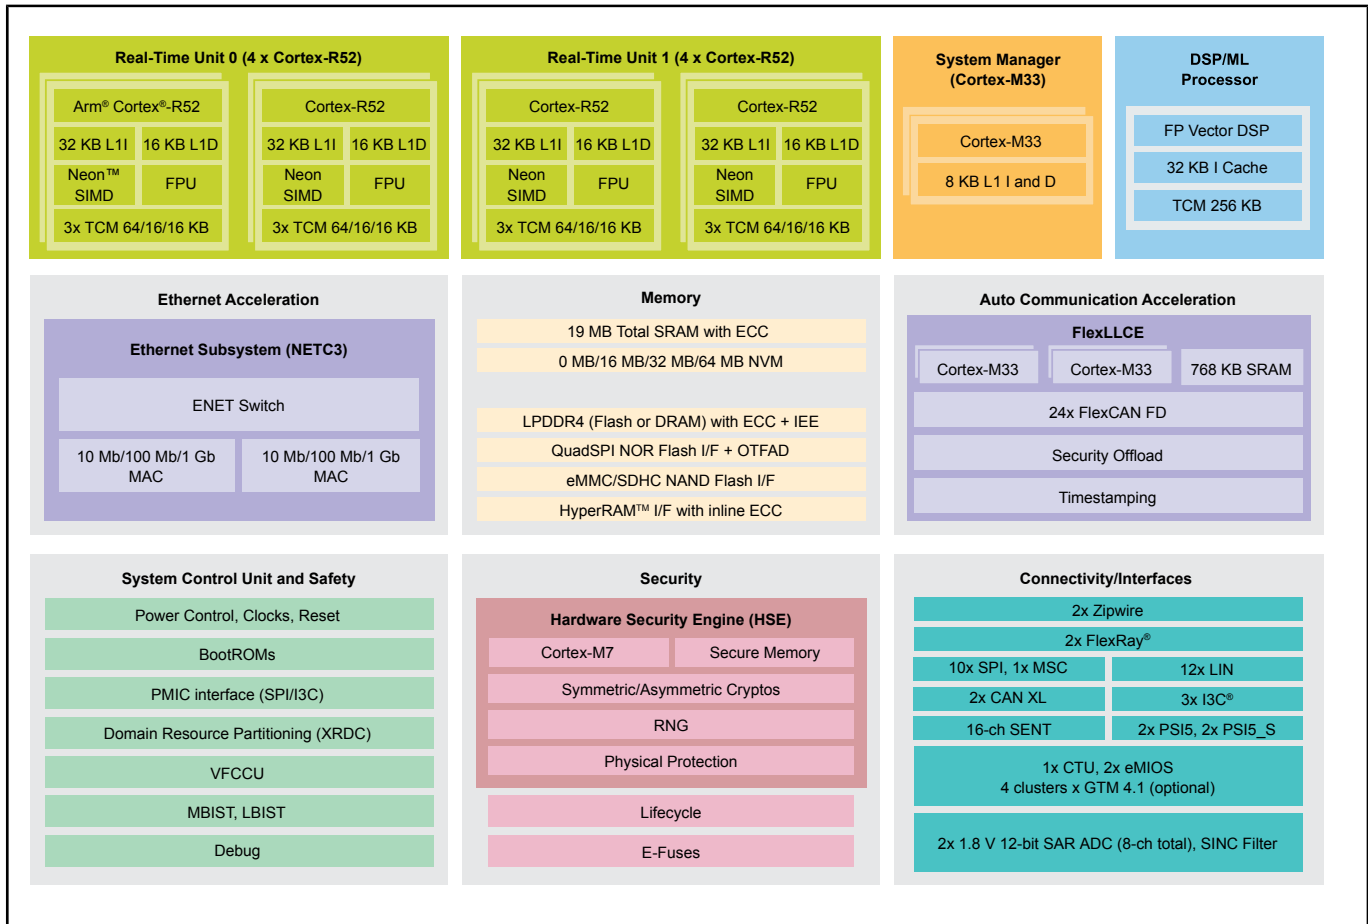 Real-Time Unit 0 (4 x Cortex-R52)
Arm® Cortex®-R52
32 KB L1I
16 KB L1D
Neon™
SIMD
FPU
3x TCM 64/16/16 KB
Cortex-R52
32 KB L1I
16 KB L1D
Neon
SIMD
FPU
3x TCM 64/16/16 KB
Real-Time Unit 1 (4 x Cortex-R52)
Cortex-R52
32 KB L1I
16 KB L1D
Neon
SIMD
FPU
3x TCM 64/16/16 KB
Cortex-R52
32 KB L1I
16 KB L1D
Neon
SIMD
FPU
3x TCM 64/16/16 KB
System Manager
(Cortex-M33)
Cortex-M33
8 KB L1 I and D
DSP/ML
Processor
FP Vector DSP
32 KB I Cache
TCM 256 KB
Ethernet Acceleration
Ethernet Subsystem (NETC3)
ENET Switch
10 Mb/100 Mb/1 Gb
MAC
10 Mb/100 Mb/1 Gb
MAC
Memory
19 MB Total SRAM with ECC
0 MB/16 MB/32 MB/64 MB NVM
LPDDR4 (Flash or DRAM) with ECC + IEE
QuadSPI NOR Flash I/F + OTFAD
eMMC/SDHC NAND Flash I/F
HyperRAM™ I/F with inline ECC
Auto Communication Acceleration
FlexLLCE
Cortex-M33
Cortex-M33
768 KB SRAM
24x FlexCAN FD
Security Offload
Timestamping
System Control Unit and Safety
Power Control, Clocks, Reset
BootROMs
PMIC interface (SPI/I3C)
Domain Resource Partitioning (XRDC)
VFCCU
MBIST, LBIST
Debug
Security
Hardware Security Engine (HSE)
Cortex-M7
Secure Memory
Symmetric/Asymmetric Cryptos
RNG
Physical Protection
Lifecycle
E-Fuses
Connectivity/Interfaces
2x Zipwire
2x FlexRay®
10x SPI, 1x MSC
12x LIN
2x CAN XL
3x I3C®
16-ch SENT
2x PSI5, 2x PSI5_S
1x CTU, 2x eMIOS
4 clusters x GTM 4.1 (optional)
2x 1.8 V 12-bit SAR ADC (8-ch total), SINC Filter